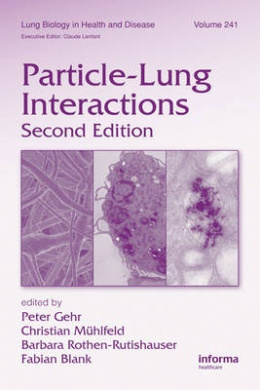 Lung Biology in Health and Disease Volume 241
Executive Editor: Claude Lenfant
Particle-Lung
Interactions
Second Edition
edited by
Peter Gehr
Christian Mühlfeld
Barbara Rothen-Rutishauser
Fabian Blank
informa
healthcare